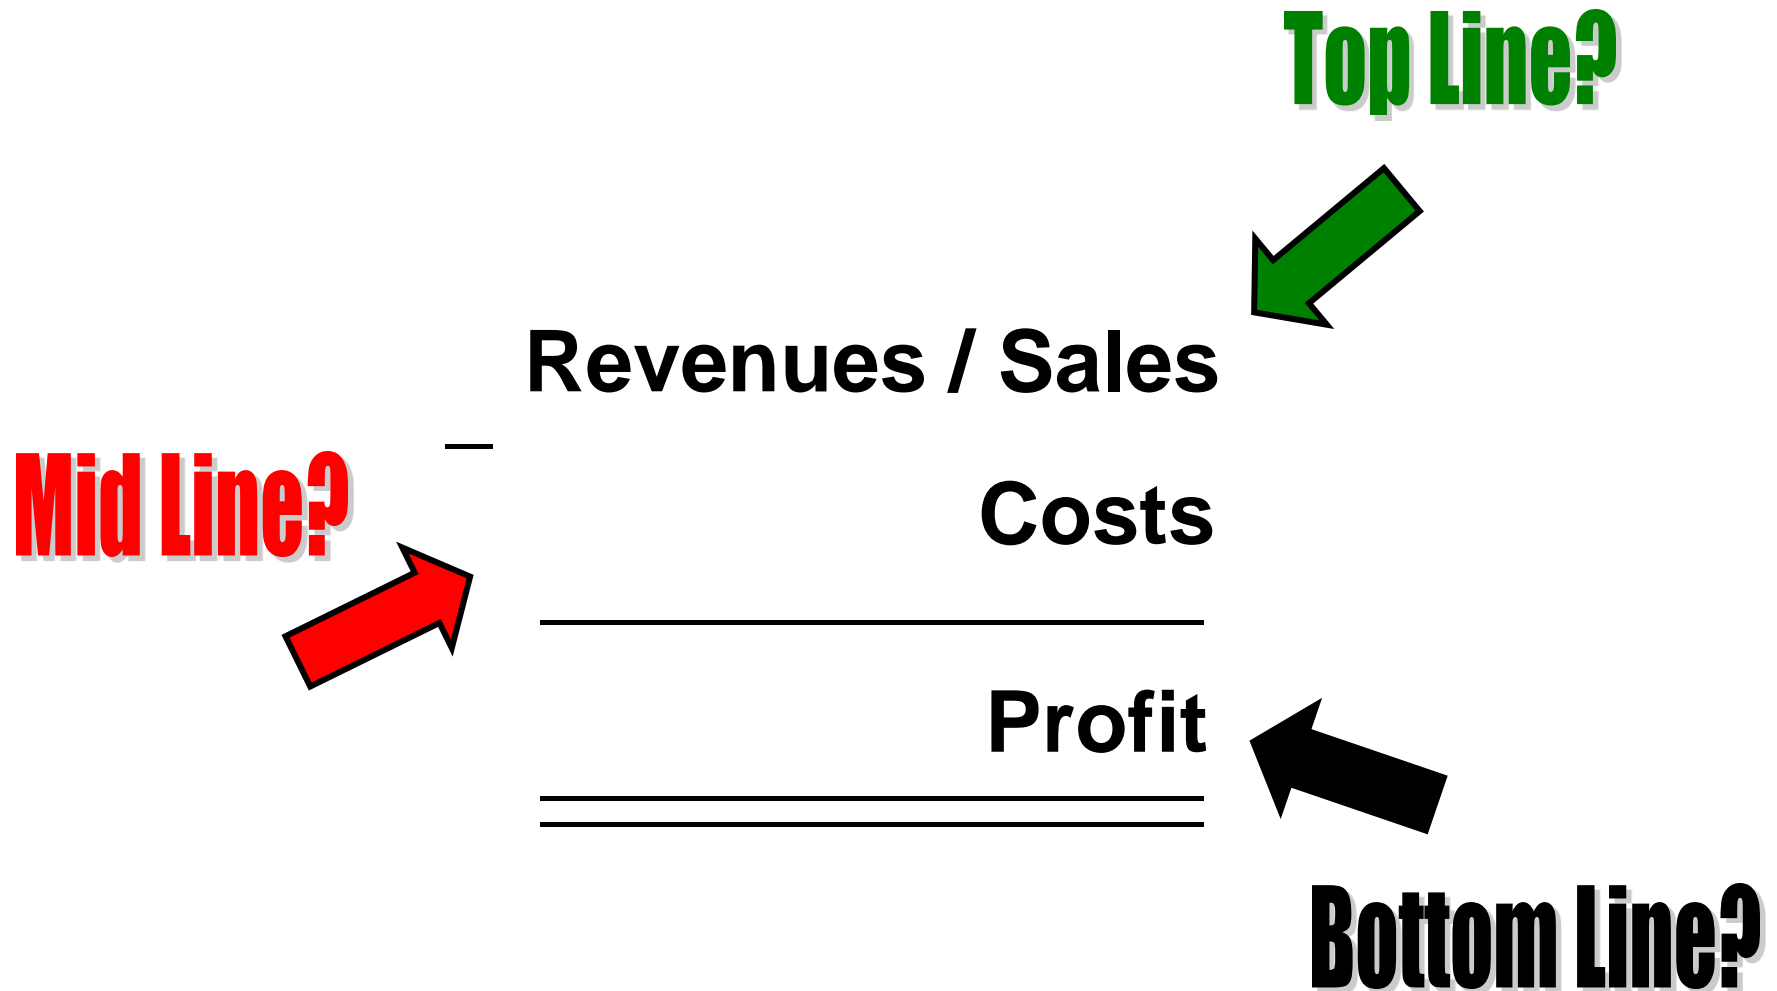 Top Line?
Revenues / Sales
Mid Line?
Costs
Profit
Bottom Line?